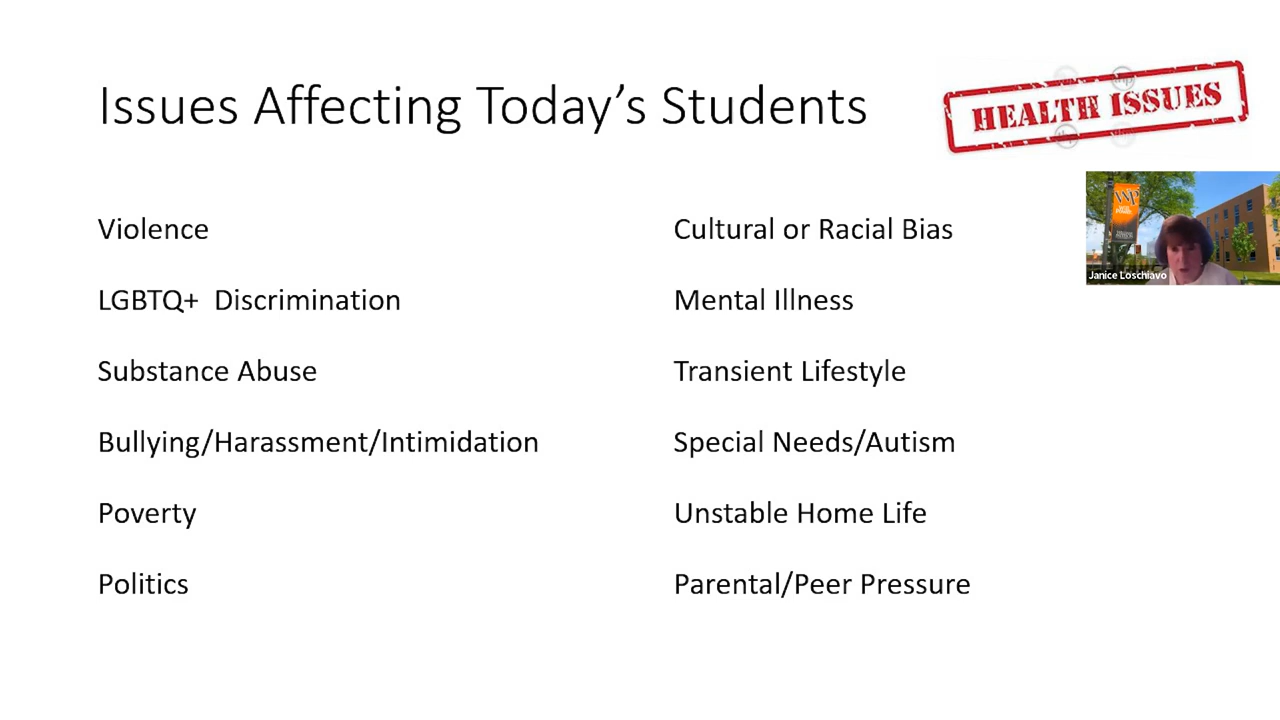 Issues Affecting Today’s Students
HEALTH ISSUES
Violence
LGBTQ+  Discrimination
Substance Abuse
Bullying/Harassment/Intimidation
Poverty
Politics
Cultural or Racial Bias
Mental Illness
Transient Lifestyle
Special Needs/Autism
Unstable Home Life
Parental/Peer Pressure
WP
Janice Loschiavo